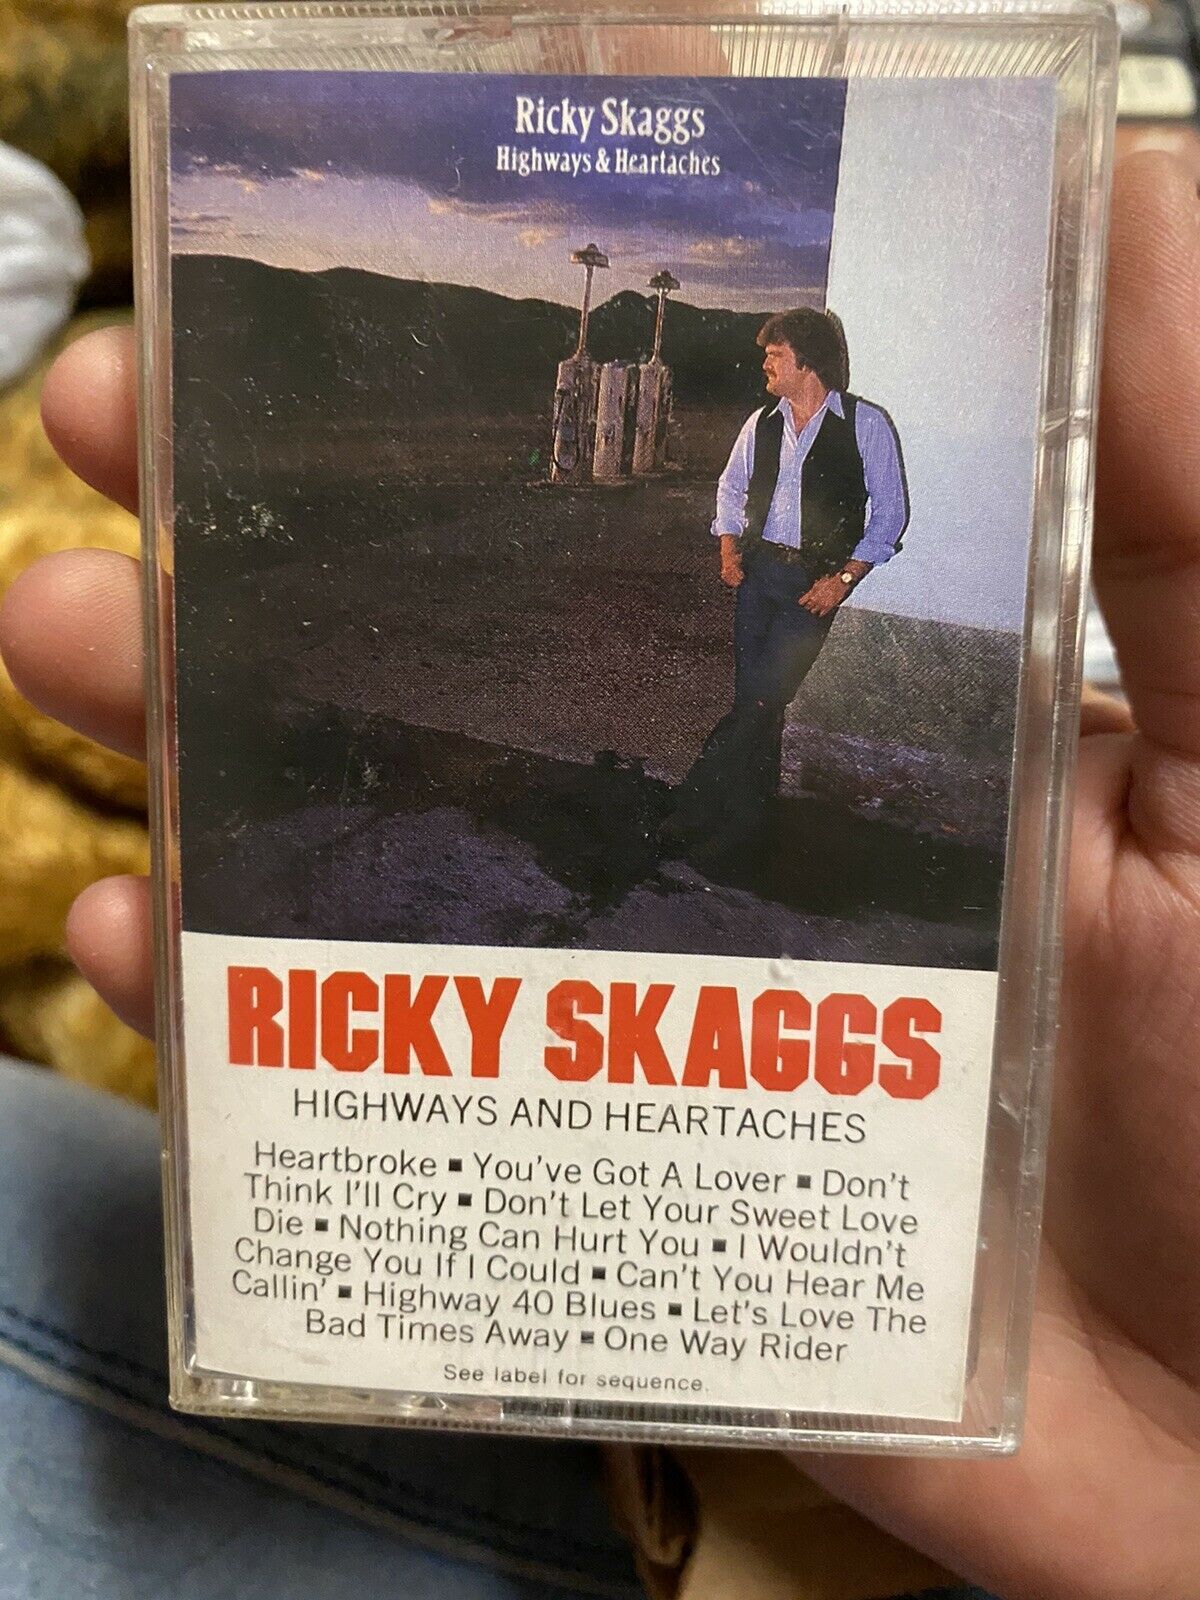 Ricky Skaggs
Highways & Heartaches
RICKY SKAGGS
HIGHWAYS AND HEARTACHES
Heartbroke ▪ You've Got A Lover ▪ Don't
Think I'll Cry ▪ Don't Let Your Sweet Love
Die ▪ Nothing Can Hurt You ▪ I Wouldn't
Change You If I Could ▪ Can't You Hear Me
Callin' ▪ Highway 40 Blues ▪ Let's Love The
Bad Times Away ▪ One Way Rider
See label for sequence.